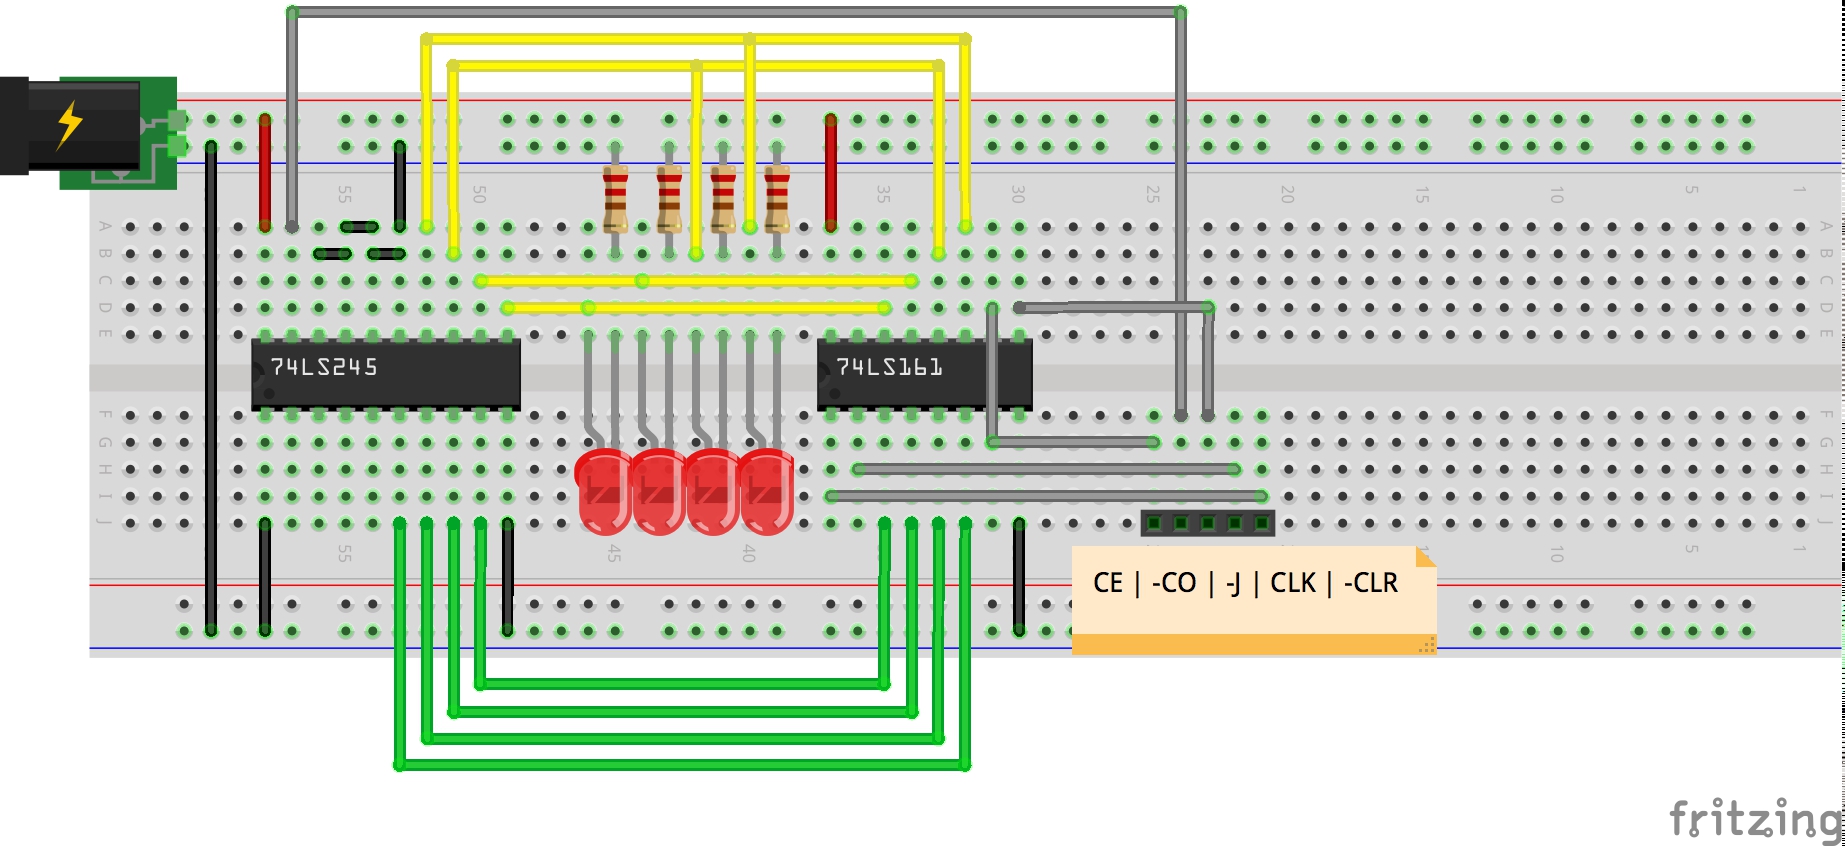 55 50 35 30 25 20 10 5 1
A A
B B
C C
D D
E E
74LS245 74LS161
F F
G G
H H
I I
J J
55 45 40 10 5 1
CE | -CO | -J | CLK | -CLR
fritzing